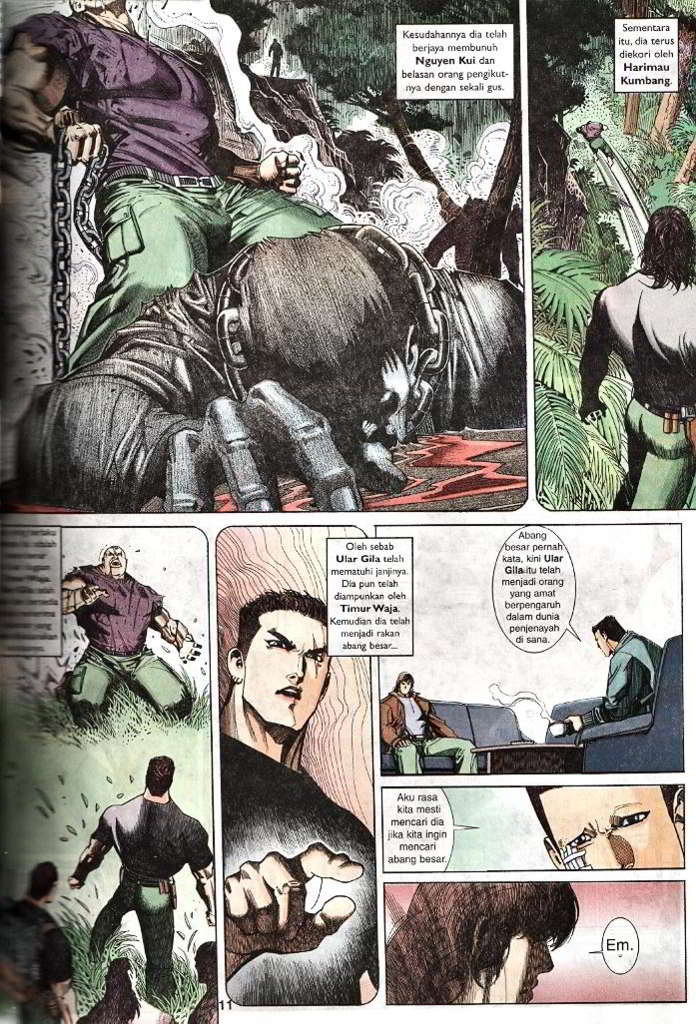 Kesudahannya dia telah
berjaya membunuh
Nguyen Kui dan
belasan orang pengikut-
nya dengan sekali gus.
Sementara
itu, dia terus
diekori oleh
Harimau
Kumbang.
Oleh sebab
Ular Gila telah
mematuhi janjinya.
Dia pun telah
diampunkan oleh
Timur Waja.
Kemudian dia telah
menjadi rakan
abang besar...
Abang
besar pernah
kata, kini Ular
Gila itu telah
menjadi orang
yang amat
berpengaruh
dalam dunia
penjenayah
di sana.
Aku rasa
kita mesti
mencari dia
jika kita ingin
mencari
abang besar.
Em.
11